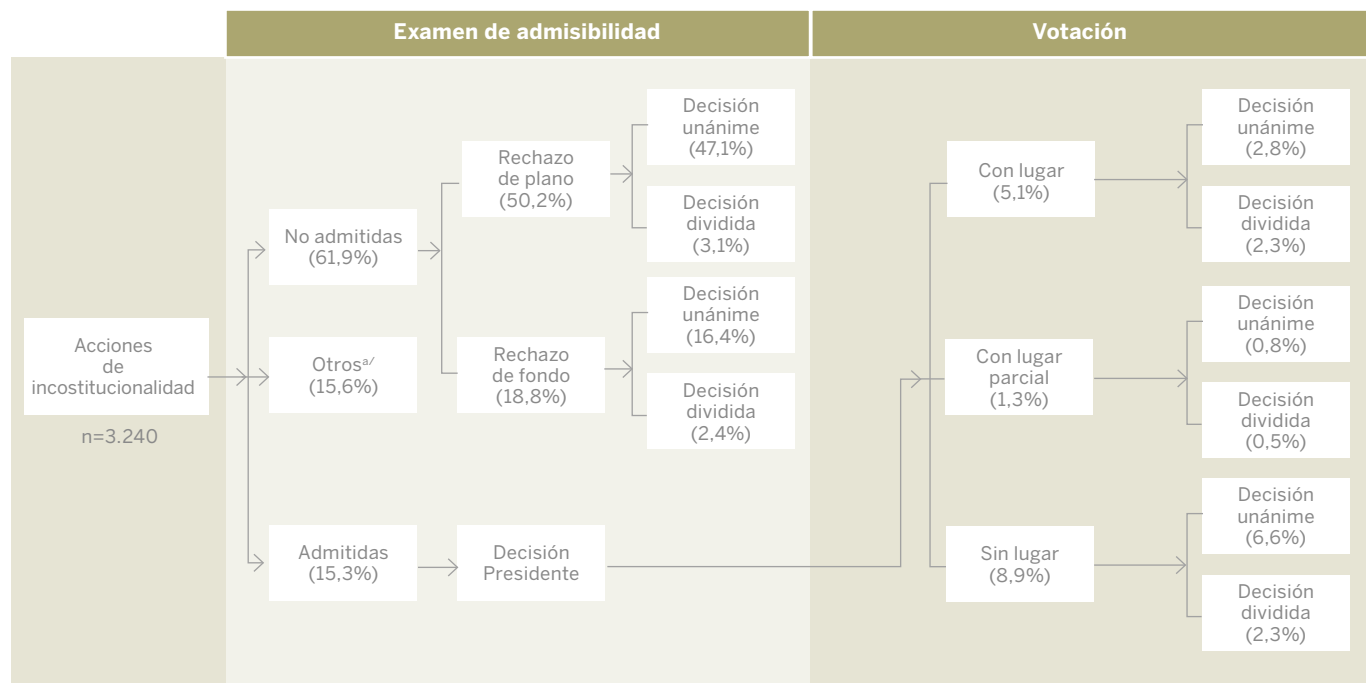 Examen de admisibilidad
Votación
Acciones
de
incostitucionalidad
n=3.240
No admitidas
(61,9%)
Otrosa/
(15,6%)
Admitidas
(15,3%)
Rechazo
de plano
(50,2%)
Rechazo
de fondo
(18,8%)
Decisión
Presidente
Decisión
unánime
(47,1%)
Decisión
dividida
(3,1%)
Decisión
unánime
(16,4%)
Decisión
dividida
(2,4%)
Con lugar
(5,1%)
Con lugar
parcial
(1,3%)
Sin lugar
(8,9%)
Decisión
unánime
(2,8%)
Decisión
dividida
(2,3%)
Decisión
unánime
(0,8%)
Decisión
dividida
(0,5%)
Decisión
unánime
(6,6%)
Decisión
dividida
(2,3%)